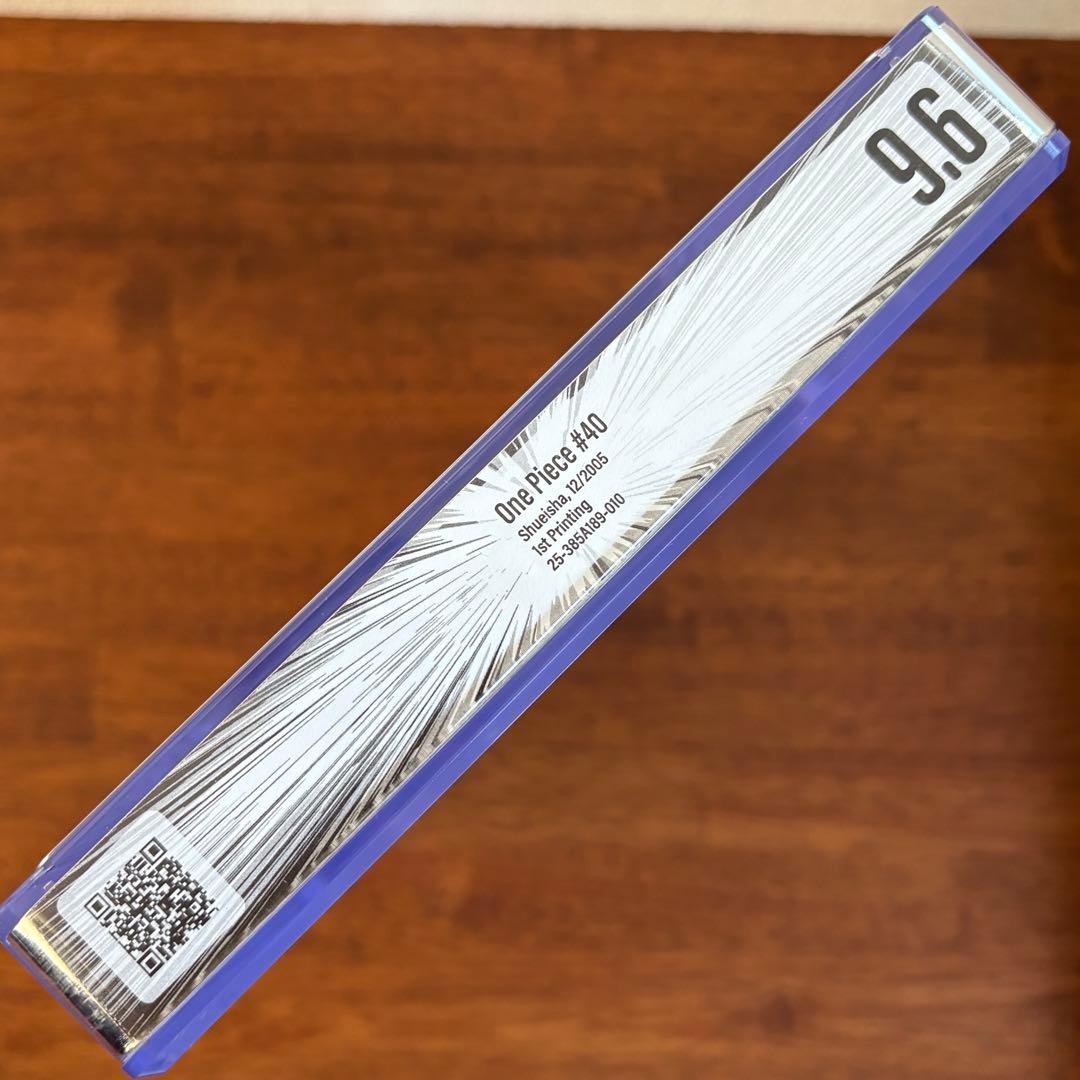 9.6
One Piece #40
Shueisha, 12/2005
1st Printing
25-385A189-010